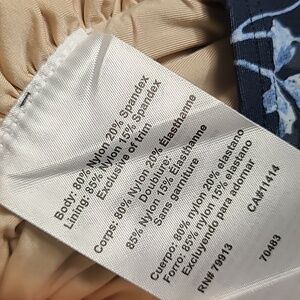 Body: 80% Nylon 20% Spandex
Lining: 85% Nylon 15% Spandex
Exclusive of trim
Corps: 80% Nylon 20% Élasthanne
Doublure:
85% Nylon 15% Élasthanne
Sans garniture
Cuerpo: 80% nylon 20% elastano
Forro: 85% nylon 15% elastano
Excluyendo para adornar
RN# 79913 CA#11414
70483